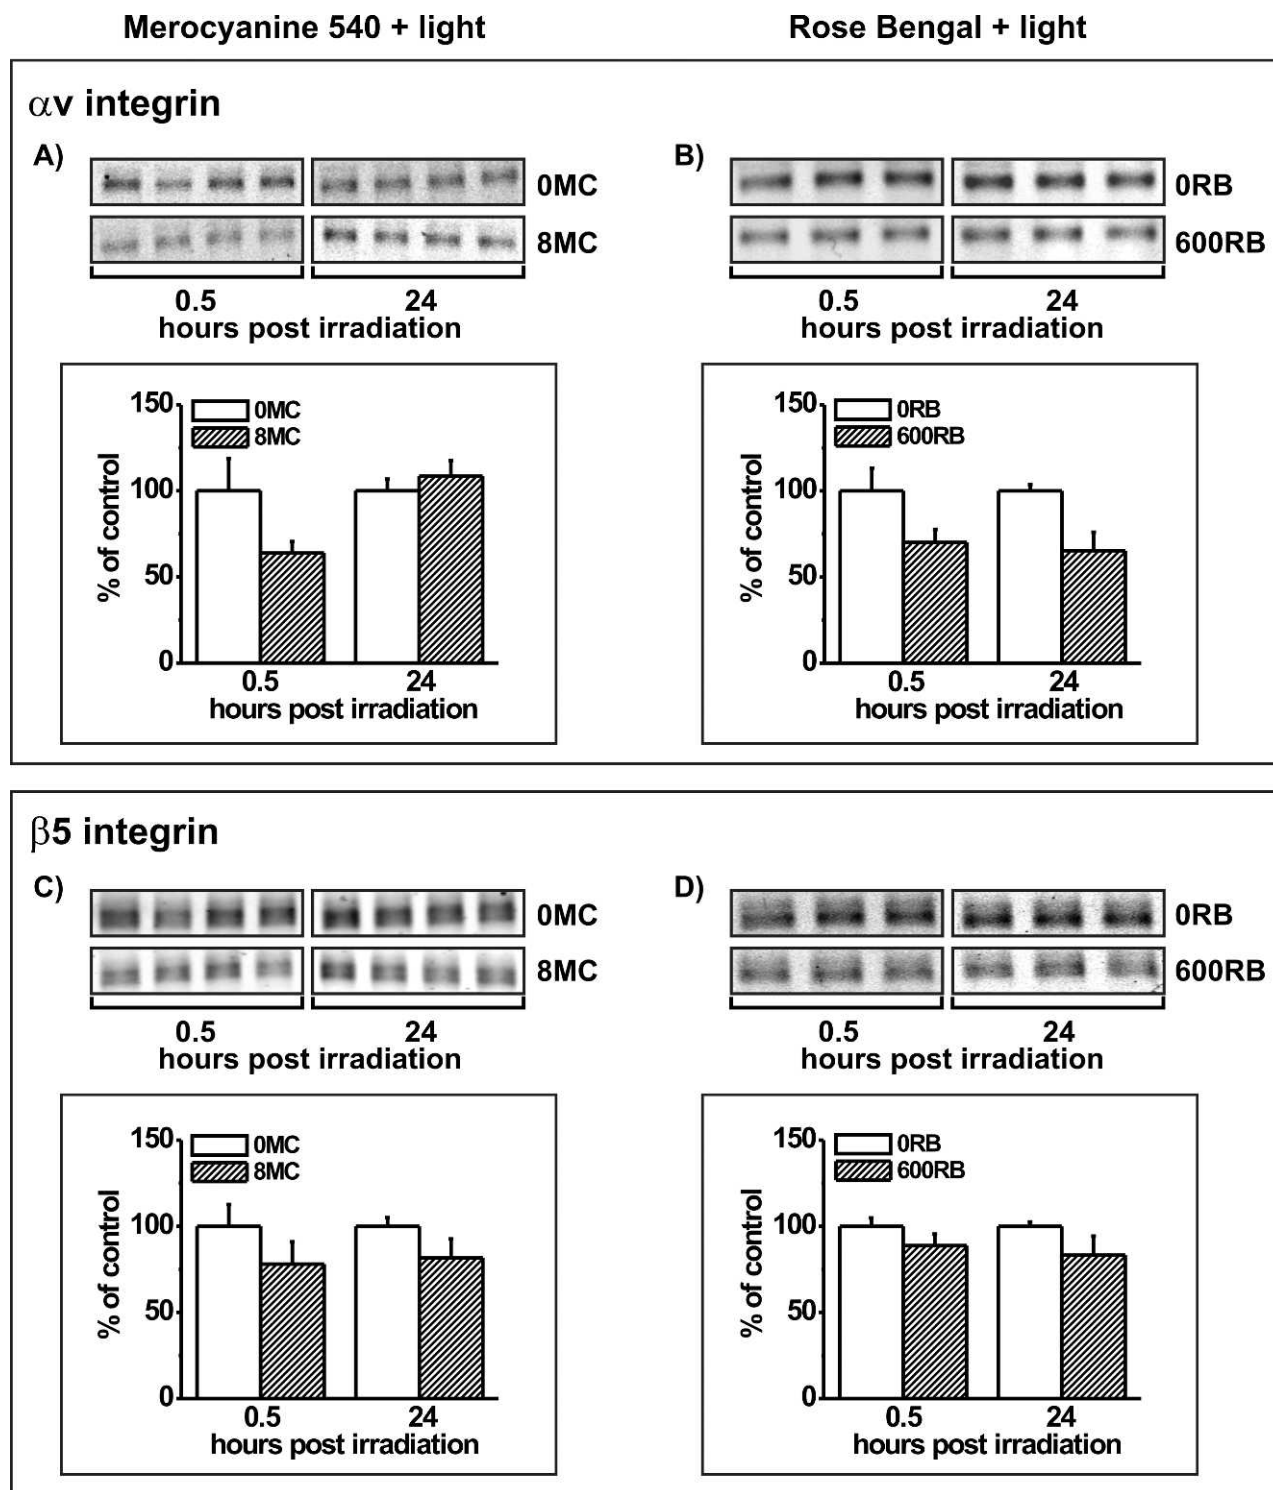 Merocyanine 540 + light
Rose Bengal + light
αv integrin
A)
0MC
8MC
0.5
24
hours post irradiation
150
100
50
0
% of control
0MC
8MC
0.5
24
hours post irradiation
B)
0RB
600RB
0.5
24
hours post irradiation
150
100
50
0
% of control
0RB
600RB
0.5
24
hours post irradiation
β5 integrin
C)
0MC
8MC
0.5
24
hours post irradiation
150
100
50
0
% of control
0MC
8MC
0.5
24
hours post irradiation
D)
0RB
600RB
0.5
24
hours post irradiation
150
100
50
0
% of control
0RB
600RB
0.5
24
hours post irradiation